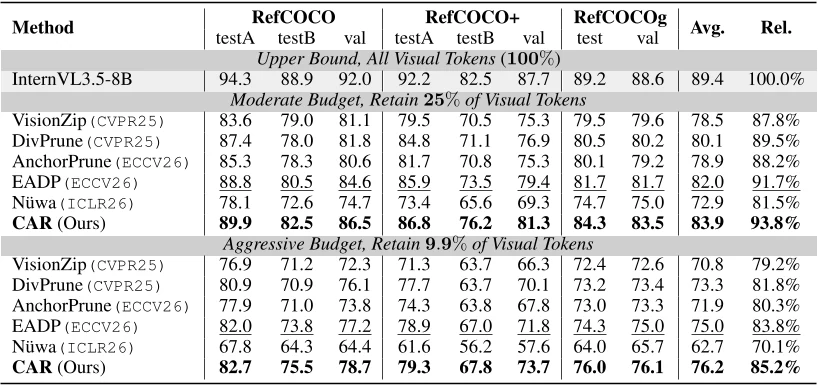 Method RefCOCO RefCOCO+ RefCOCOg Avg. Rel.
testA testB val testA testB val test val
Upper Bound, All Visual Tokens (100%)
InternVL3.5-8B 94.3 88.9 92.0 92.2 82.5 87.7 89.2 88.6 89.4 100.0%
Moderate Budget, Retain 25% of Visual Tokens
VisionZip (CVPR25) 83.6 79.0 81.1 79.5 70.5 75.3 79.5 79.6 78.5 87.8%
DivPrune (CVPR25) 87.4 78.0 81.8 84.8 71.1 76.9 80.5 80.2 80.1 89.5%
AnchorPrune (ECCV26) 85.3 78.3 80.6 81.7 70.8 75.3 80.1 79.2 78.9 88.2%
EADP (ECCV26) 88.8 80.5 84.6 85.9 73.5 79.4 81.7 81.7 82.0 91.7%
Nüwa (ICLR26) 78.1 72.6 74.7 73.4 65.6 69.3 74.7 75.0 72.9 81.5%
CAR (Ours) 89.9 82.5 86.5 86.8 76.2 81.3 84.3 83.5 83.9 93.8%
Aggressive Budget, Retain 9.9% of Visual Tokens
VisionZip (CVPR25) 76.9 71.2 72.3 71.3 63.7 66.3 72.4 72.6 70.8 79.2%
DivPrune (CVPR25) 80.9 70.9 76.1 77.7 63.7 70.1 73.2 73.4 73.3 81.8%
AnchorPrune (ECCV26) 77.9 71.0 73.8 74.3 63.8 67.8 73.0 73.3 71.9 80.3%
EADP (ECCV26) 82.0 73.8 77.2 78.9 67.0 71.8 74.3 75.0 75.0 83.8%
Nüwa (ICLR26) 67.8 64.3 64.4 61.6 56.2 57.6 64.0 65.7 62.7 70.1%
CAR (Ours) 82.7 75.5 78.7 79.3 67.8 73.7 76.0 76.1 76.2 85.2%